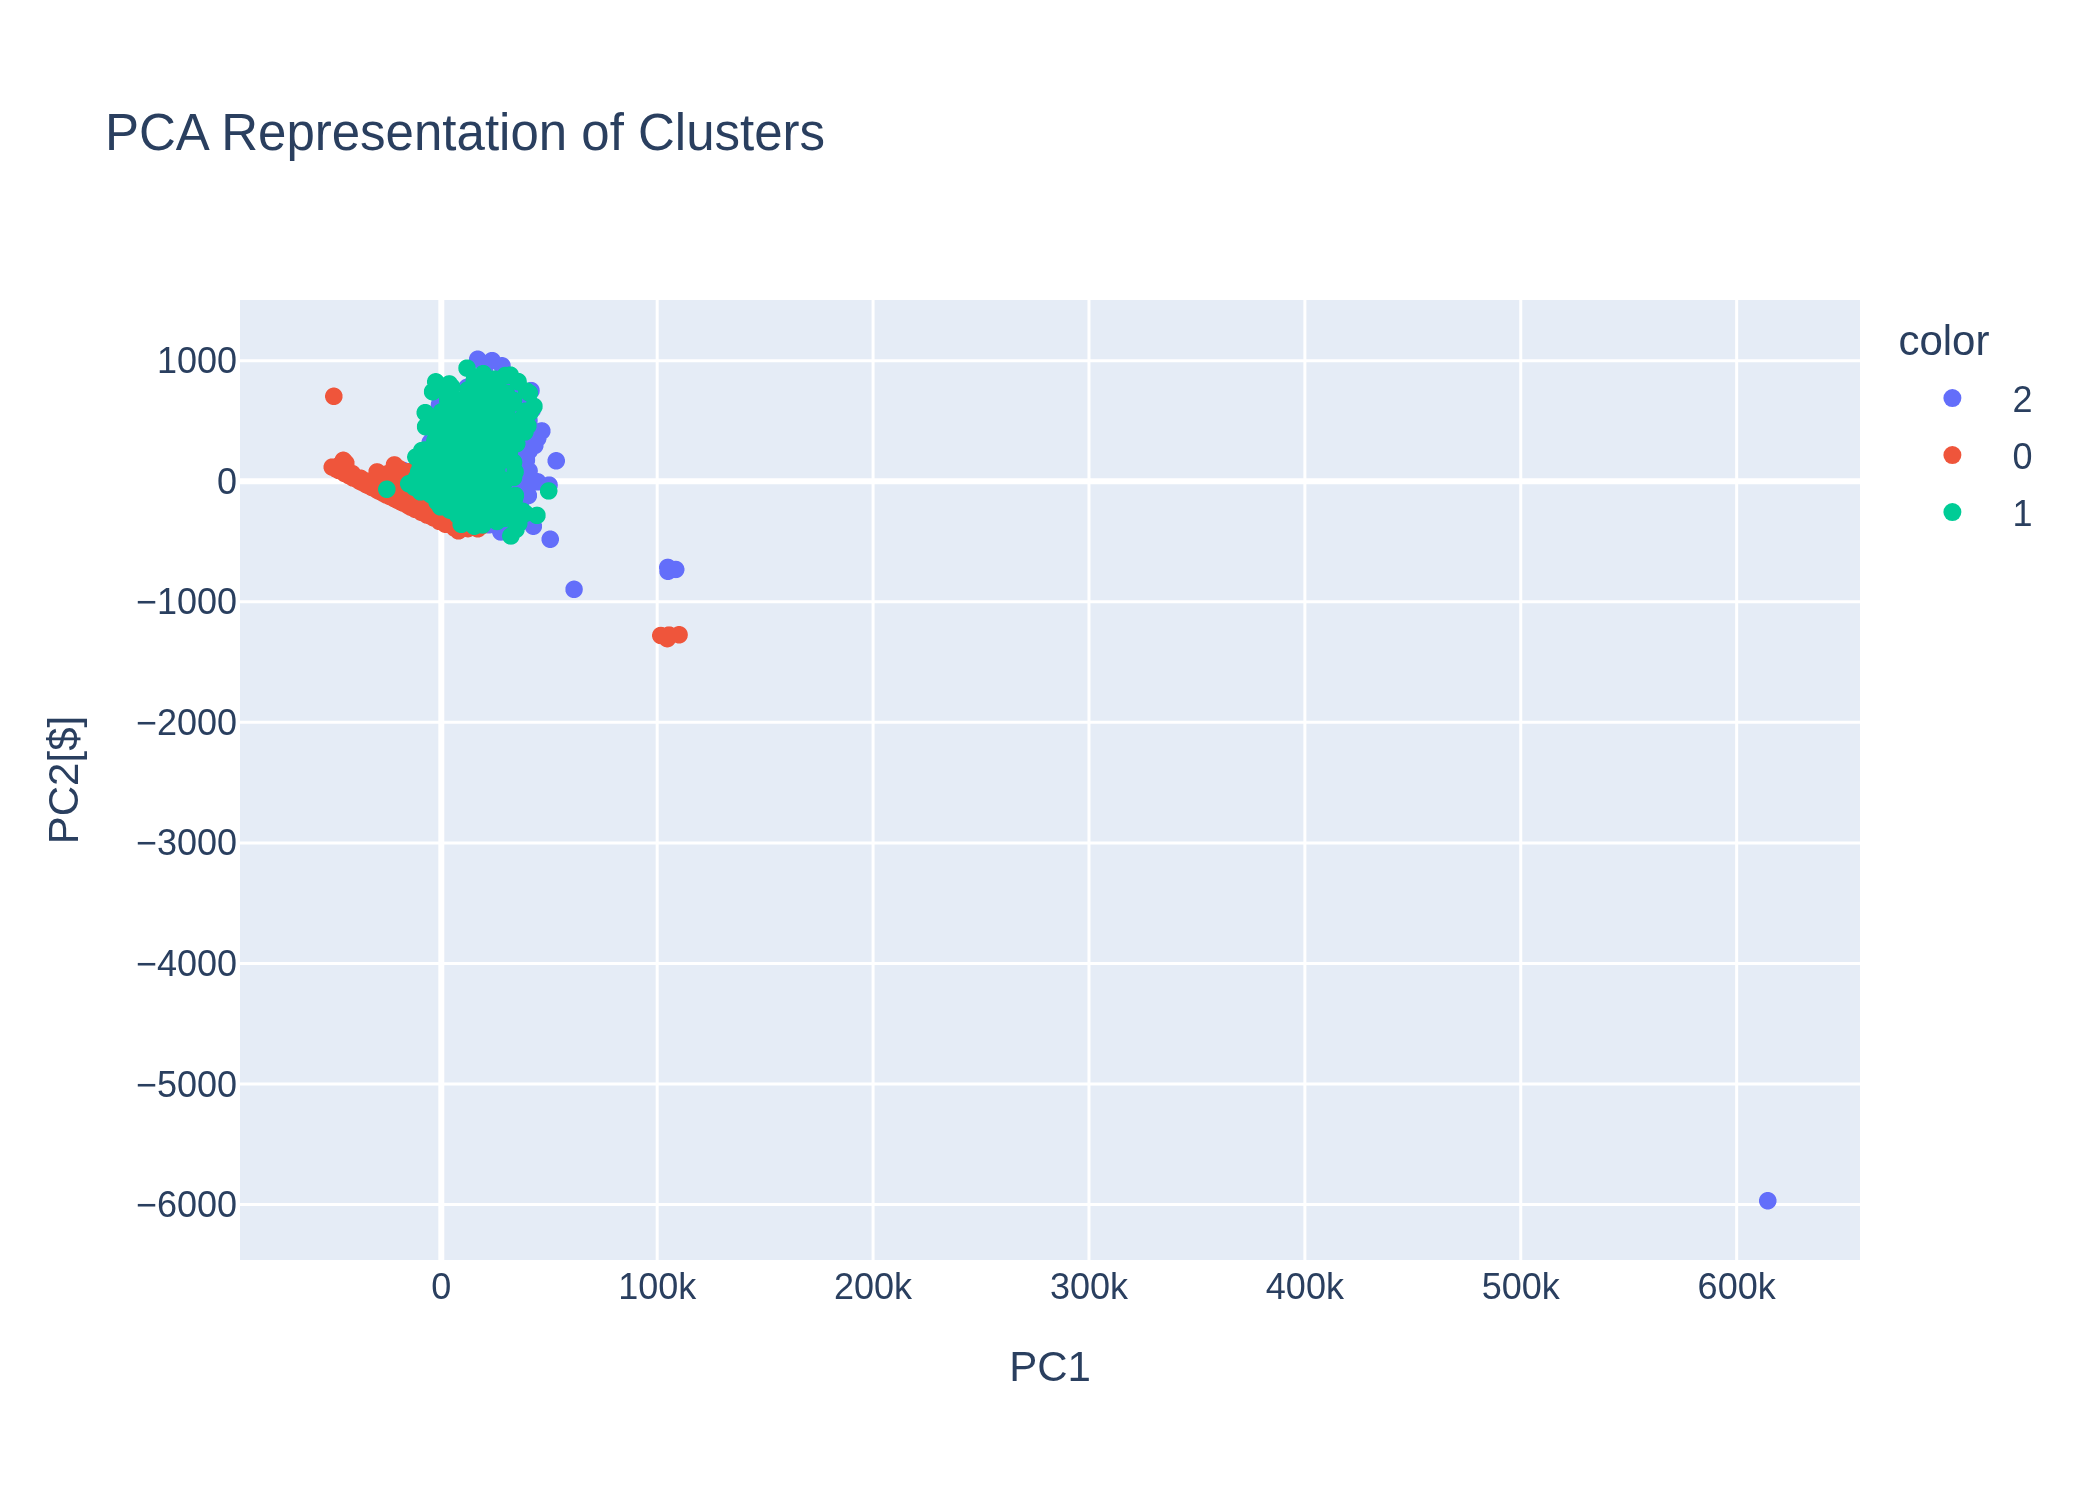 PCA Representation of Clusters
color
2
0
1
1000
0
−1000
−2000
−3000
−4000
−5000
−6000
PC2[$]
0
100k
200k
300k
400k
500k
600k
PC1